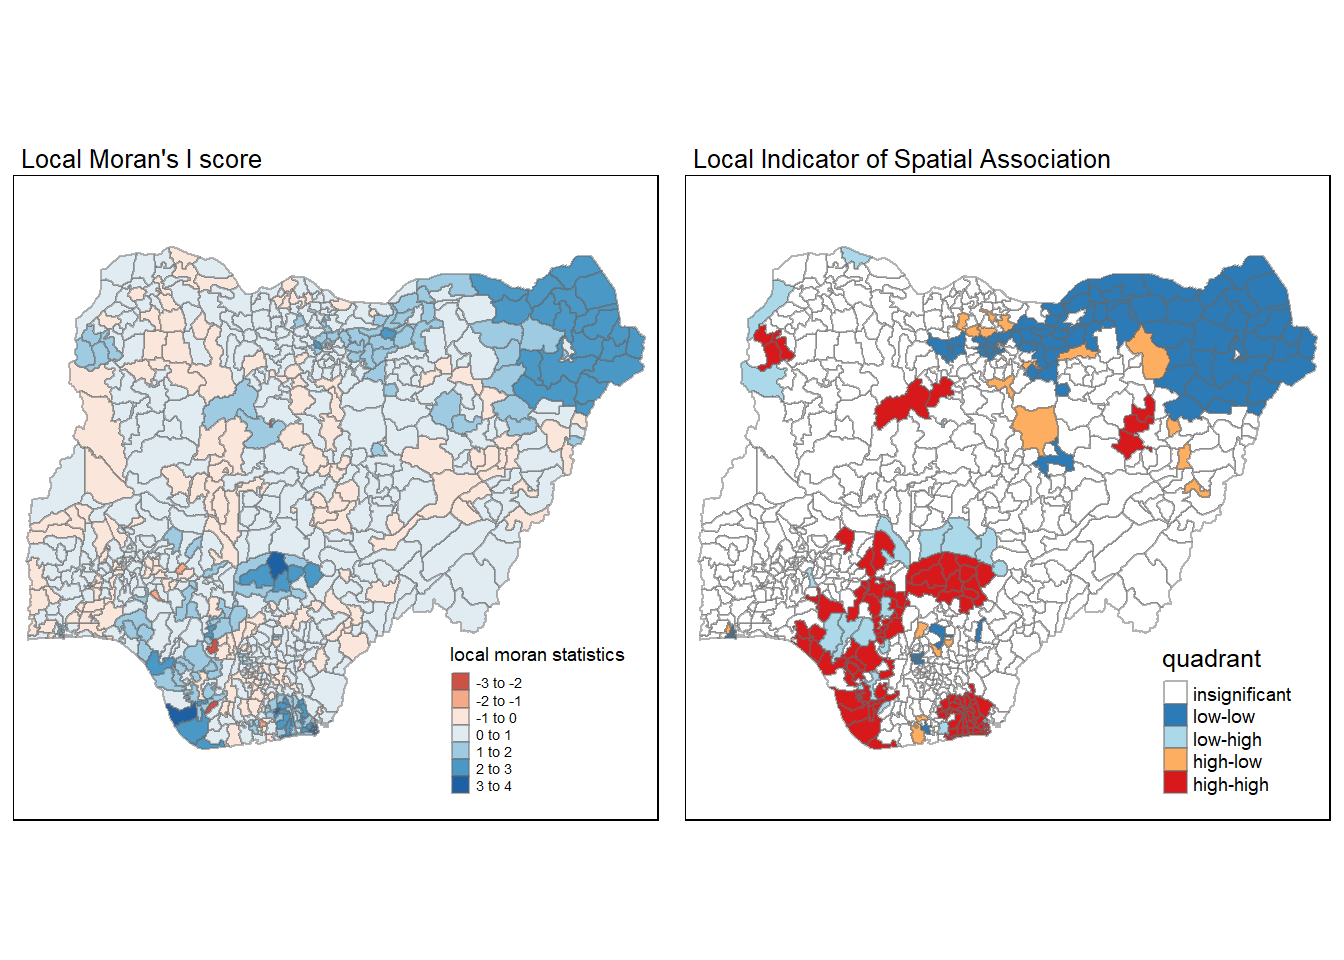 Local Moran's I score
local moran statistics
-3 to -2
-2 to -1
-1 to 0
0 to 1
1 to 2
2 to 3
3 to 4
Local Indicator of Spatial Association
quadrant
insignificant
low-low
low-high
high-low
high-high